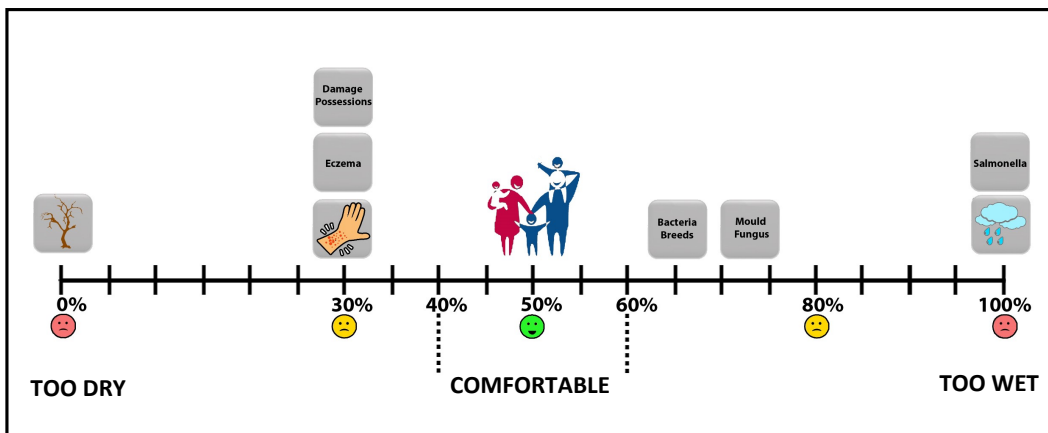 Damage
Possessions
Eczema
Salmonella
Bacteria
Breeds
Mould
Fungus
0%
30%
40%
50%
60%
80%
100%
TOO DRY
COMFORTABLE
TOO WET